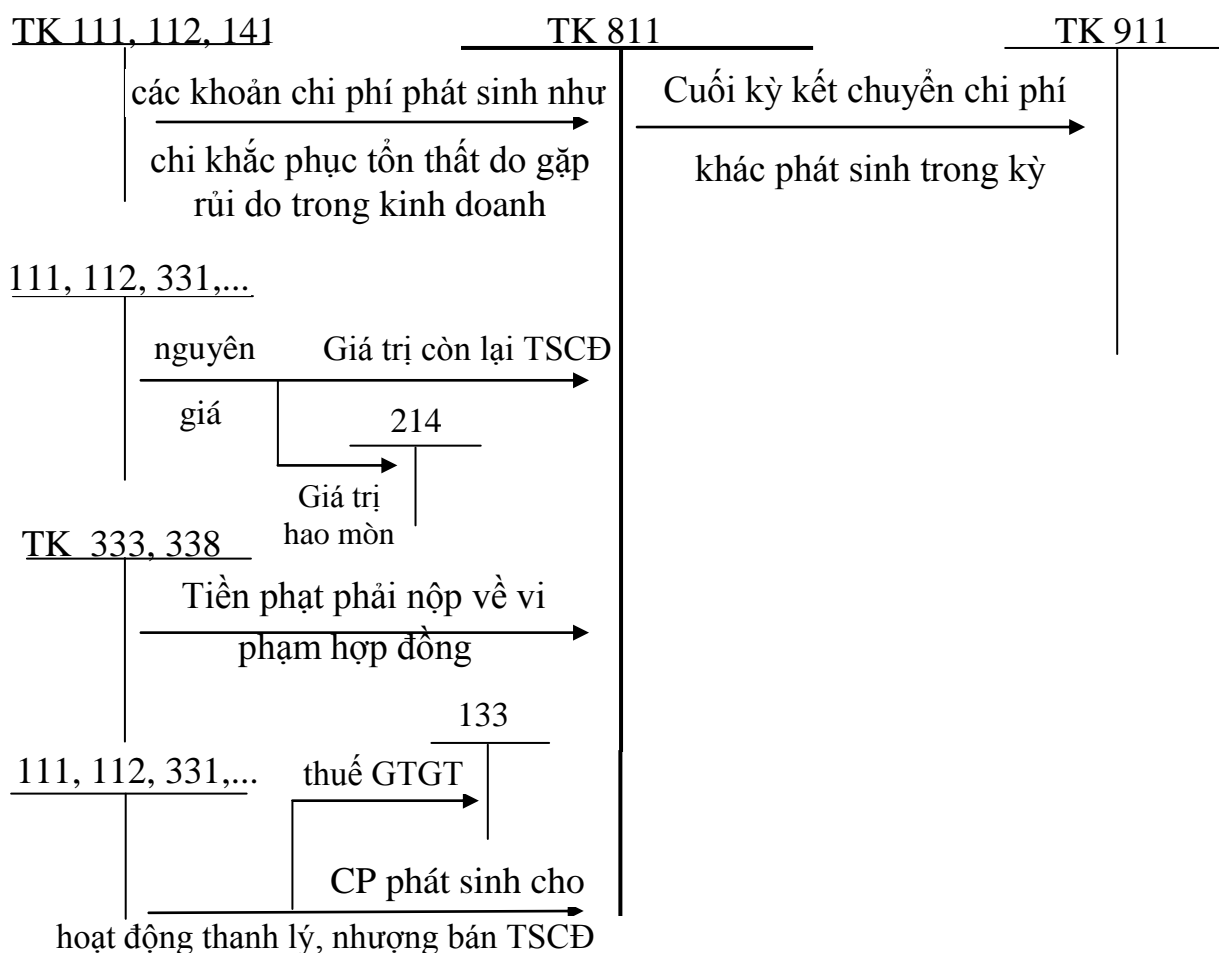 TK 111, 112, 141
TK 811
TK 911
các khoản chi phí phát sinh như
chi khắc phục tổn thất do gặp
rủi do trong kinh doanh
Cuối kỳ kết chuyển chi phí
khác phát sinh trong kỳ
111, 112, 331,...
nguyên
giá
Giá trị còn lại TSCĐ
214
Giá trị
hao mòn
TK 333, 338
Tiền phạt phải nộp về vi
phạm hợp đồng
133
111, 112, 331,...
thuế GTGT
CP phát sinh cho
hoạt động thanh lý, nhượng bán TSCĐ